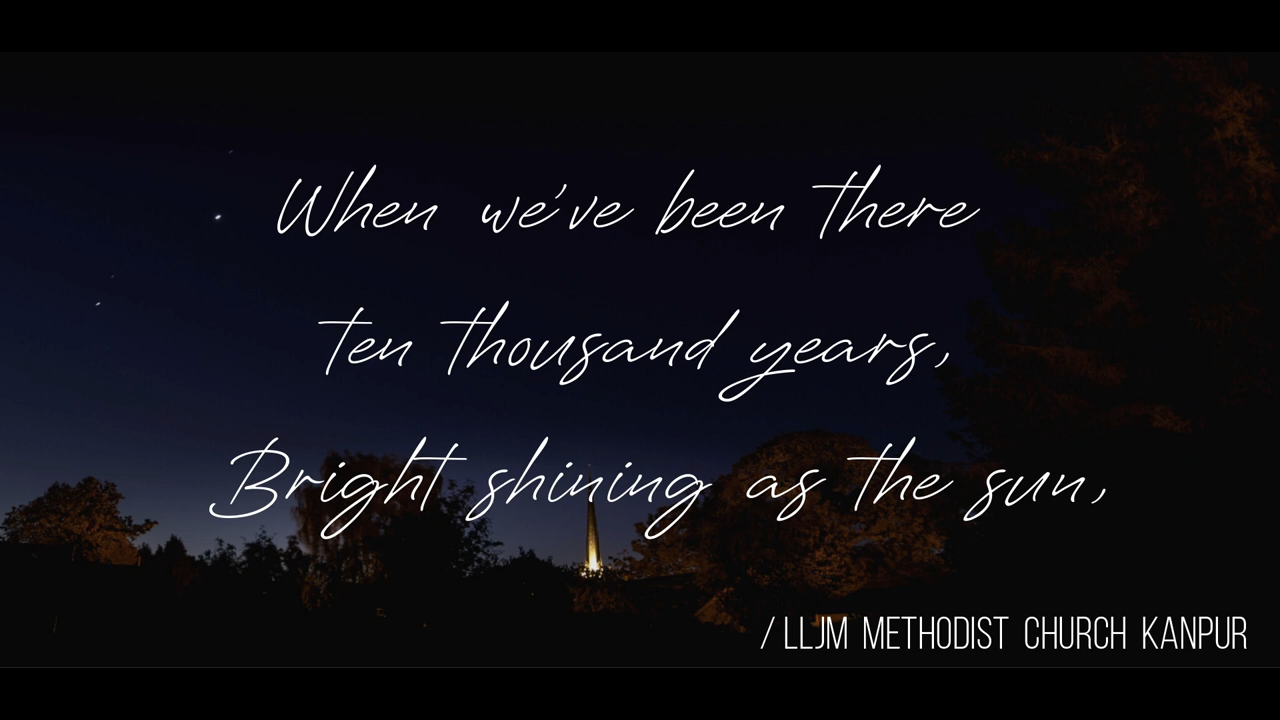 When we've been there
ten thousand years,
Bright shining as the sun,
/ LLJM METHODIST CHURCH KANPUR